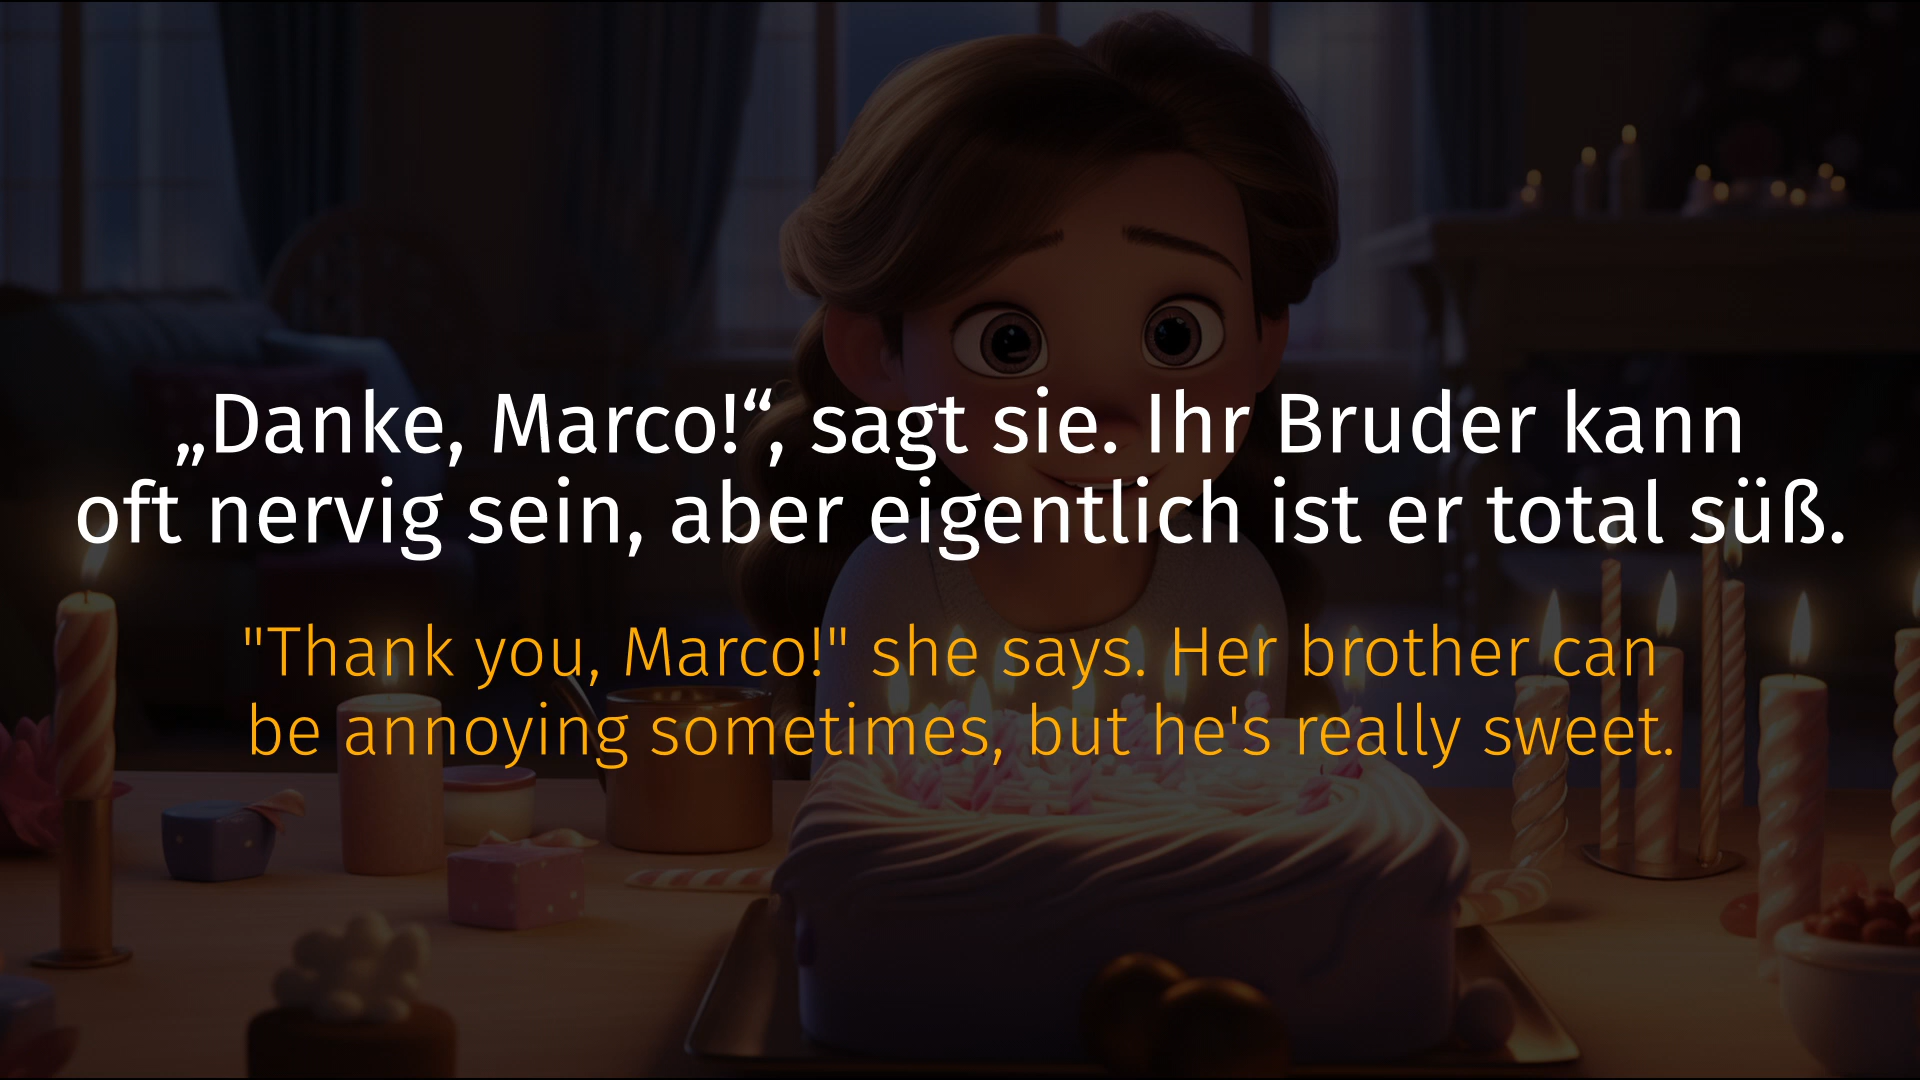 „Danke, Marco!“, sagt sie. Ihr Bruder kann
oft nervig sein, aber eigentlich ist er total süß.
"Thank you, Marco!" she says. Her brother can
be annoying sometimes, but he's really sweet.